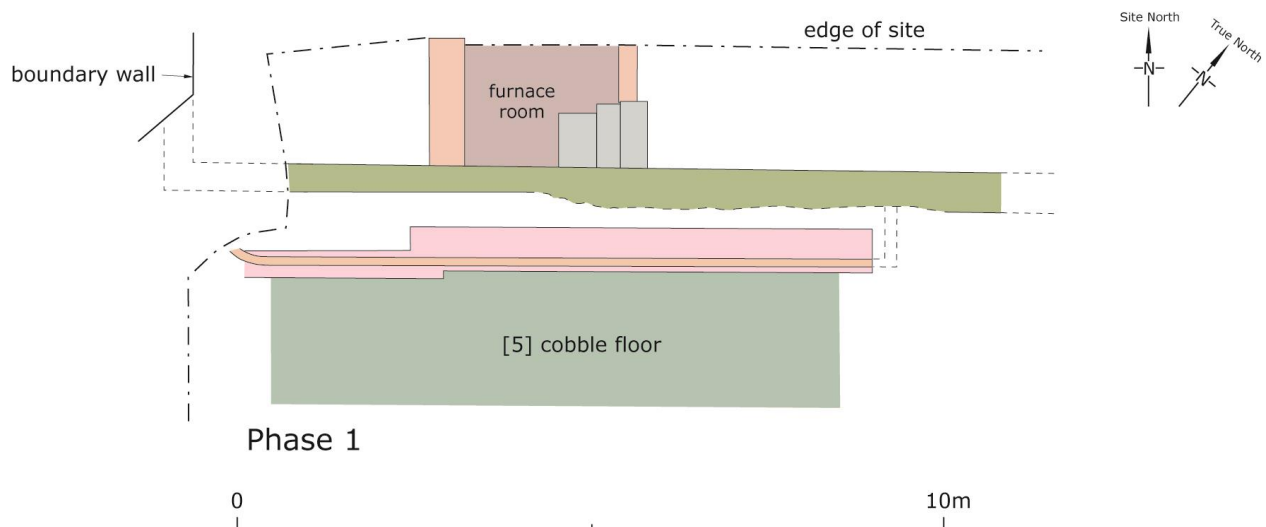 edge of site
Site North
N
True North
N
boundary wall
furnace
room
[5] cobble floor
Phase 1
0
10m